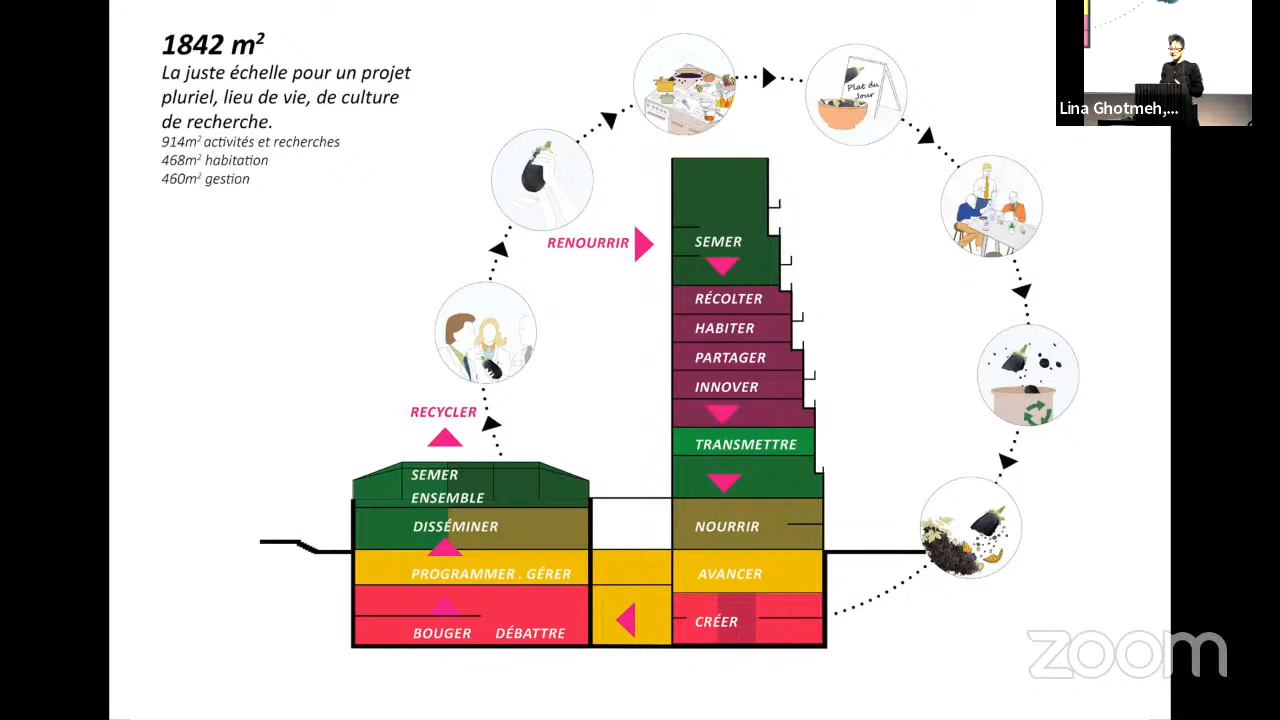 1842 m²
La juste échelle pour un projet
pluriel, lieu de vie, de culture
de recherche.
914m² activités et recherches
468m² habitation
460m² gestion
Plat du
Jour
Lina Ghotmeh,...
RENOURRIR
SEMER
RÉCOLTER
HABITER
PARTAGER
INNOVER
RECYCLER
TRANSMETTRE
SEMER
ENSEMBLE
DISSÉMINER
NOURRIR
PROGRAMMER . GÉRER
AVANCER
CRÉER
BOUGER DÉBATTRE
zoom